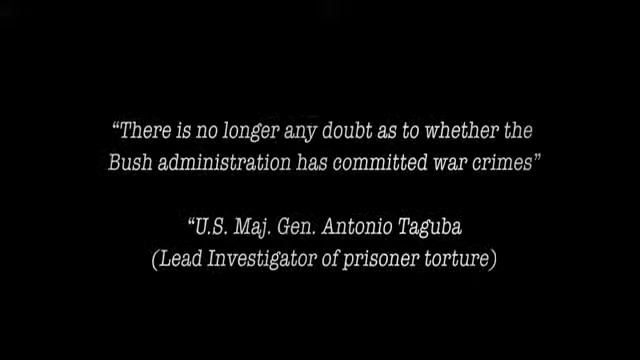 “There is no longer any doubt as to whether the
Bush administration has committed war crimes”
“U.S. Maj. Gen. Antonio Taguba
(Lead Investigator of prisoner torture)